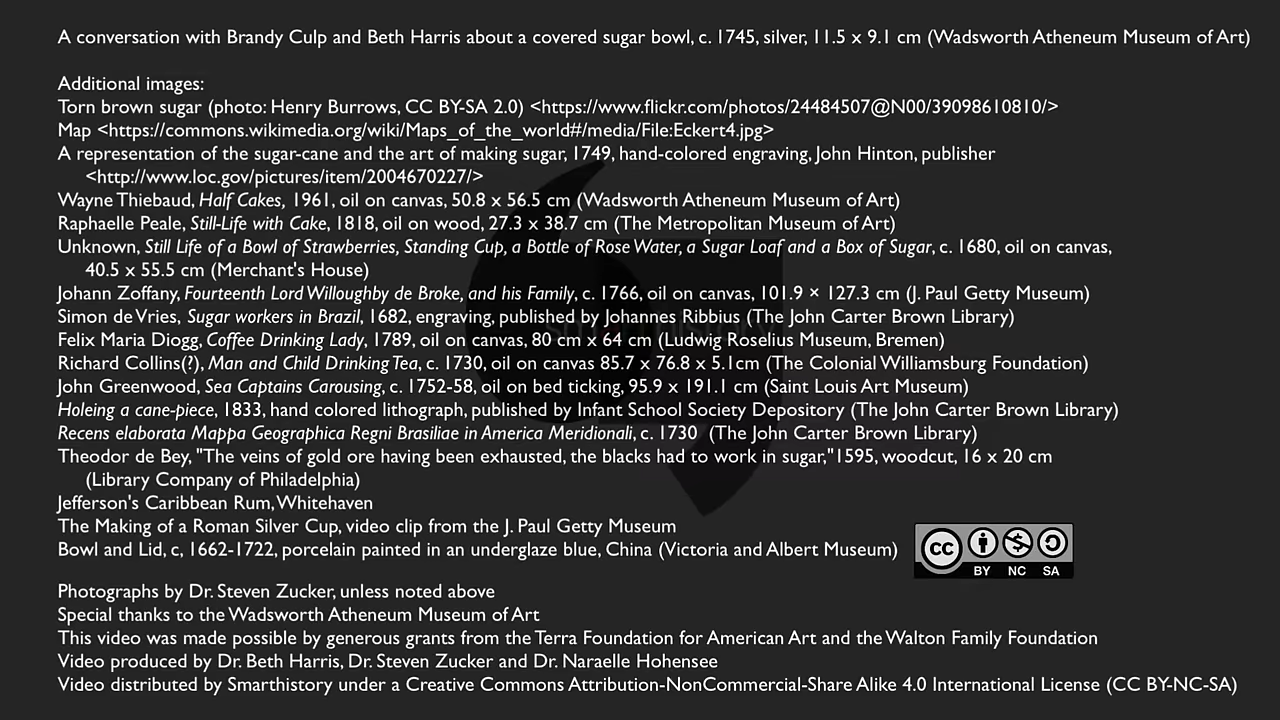 A conversation with Brandy Culp and Beth Harris about a covered sugar bowl, c. 1745, silver, 11.5 x 9.1 cm (Wadsworth Atheneum Museum of Art)
Additional images:
Torn brown sugar (photo: Henry Burrows, CC BY-SA 2.0) <https://www.flickr.com/photos/24484507@N00/39098610810/>
Map <https://commons.wikimedia.org/wiki/Maps_of_the_world#/media/File:Eckert4.jpg>
A representation of the sugar-cane and the art of making sugar, 1749, hand-colored engraving, John Hinton, publisher
<http://www.loc.gov/pictures/item/2004670227/>
Wayne Thiebaud, Half Cakes, 1961, oil on canvas, 50.8 x 56.5 cm (Wadsworth Atheneum Museum of Art)
Raphaelle Peale, Still-Life with Cake, 1818, oil on wood, 27.3 x 38.7 cm (The Metropolitan Museum of Art)
Unknown, Still Life of a Bowl of Strawberries, Standing Cup, a Bottle of Rose Water, a Sugar Loaf and a Box of Sugar, c. 1680, oil on canvas,
40.5 x 55.5 cm (Merchant's House)
Johann Zoffany, Fourteenth Lord Willoughby de Broke, and his Family, c. 1766, oil on canvas, 101.9 × 127.3 cm (J. Paul Getty Museum)
Simon de Vries, Sugar workers in Brazil, 1682, engraving, published by Johannes Ribbius (The John Carter Brown Library)
Felix Maria Diogg, Coffee Drinking Lady, 1789, oil on canvas, 80 cm × 64 cm (Ludwig Roselius Museum, Bremen)
Richard Collins(?), Man and Child Drinking Tea, c. 1730, oil on canvas 85.7 x 76.8 x 5.1cm (The Colonial Williamsburg Foundation)
John Greenwood, Sea Captains Carousing, c. 1752-58, oil on bed ticking, 95.9 x 191.1 cm (Saint Louis Art Museum)
Holeing a cane-piece, 1833, hand colored lithograph, published by Infant School Society Depository (The John Carter Brown Library)
Recens elaborata Mappa Geographica Regni Brasiliae in America Meridionali, c. 1730 (The John Carter Brown Library)
Theodor de Bey, "The veins of gold ore having been exhausted, the blacks had to work in sugar,"1595, woodcut, 16 x 20 cm
(Library Company of Philadelphia)
Jefferson's Caribbean Rum, Whitehaven
The Making of a Roman Silver Cup, video clip from the J. Paul Getty Museum
Bowl and Lid, c, 1662-1722, porcelain painted in an underglaze blue, China (Victoria and Albert Museum)
cc BY NC SA
Photographs by Dr. Steven Zucker, unless noted above
Special thanks to the Wadsworth Atheneum Museum of Art
This video was made possible by generous grants from the Terra Foundation for American Art and the Walton Family Foundation
Video produced by Dr. Beth Harris, Dr. Steven Zucker and Dr. Naraelle Hohensee
Video distributed by Smarthistory under a Creative Commons Attribution-NonCommercial-Share Alike 4.0 International License (CC BY-NC-SA)